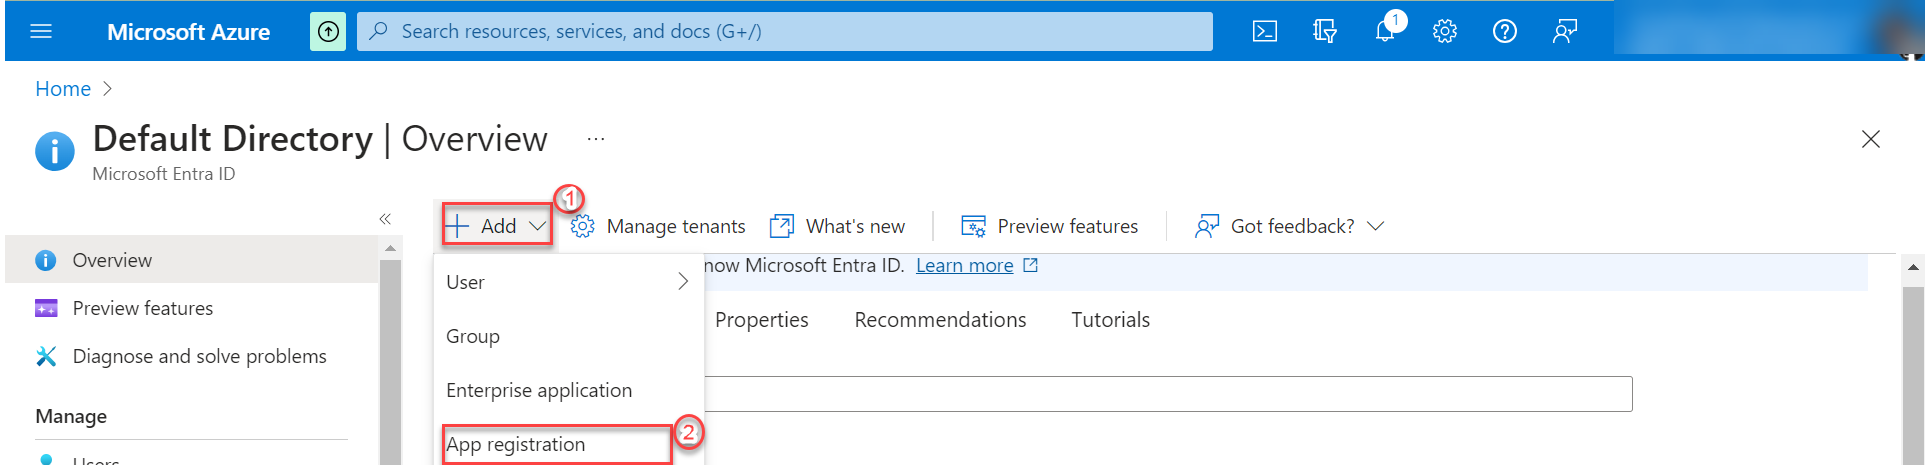 Microsoft Azure
Search resources, services, and docs (G+/)
1
Home
Default Directory | Overview ...
Microsoft Entra ID
1
Add
Manage tenants
What's new
Preview features
Got feedback?
Overview
Preview features
Diagnose and solve problems
Manage
Users
User
Group
Enterprise application
App registration
2
now Microsoft Entra ID. Learn more
Properties
Recommendations
Tutorials